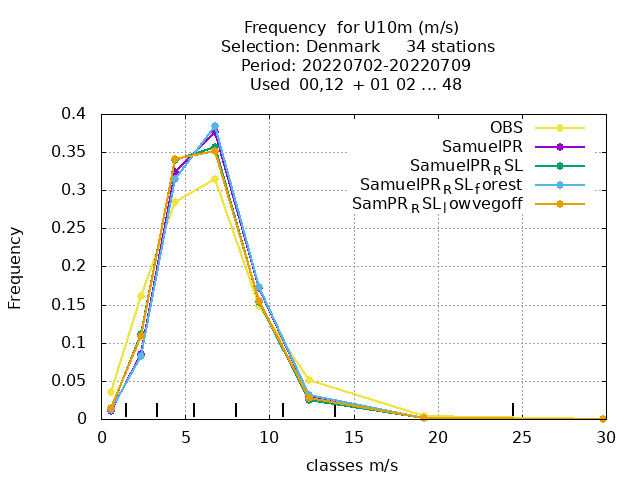 Frequency  for U10m (m/s)
Selection: Denmark     34 stations
Period: 20220702-20220709
Used  00,12  + 01 02 ... 48
0.4
0.35
0.3
0.25
0.2
0.15
0.1
0.05
0
Frequency
OBS
SamuelPR
SamuelPR_RSL
SamuelPR_RSL_forest
SamPR_RSL_lowvegoff
0 5 10 15 20 25 30
classes m/s